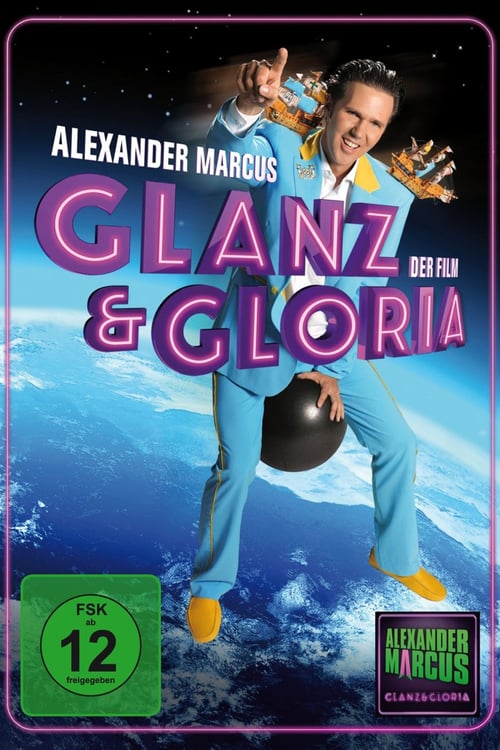 ALEXANDER MARCUS
GLANZ
DER FILM
& GLORIA
FSK
ab
12
freigegeben
ALEXANDER
MARCUS
GLANZ&GLORIA